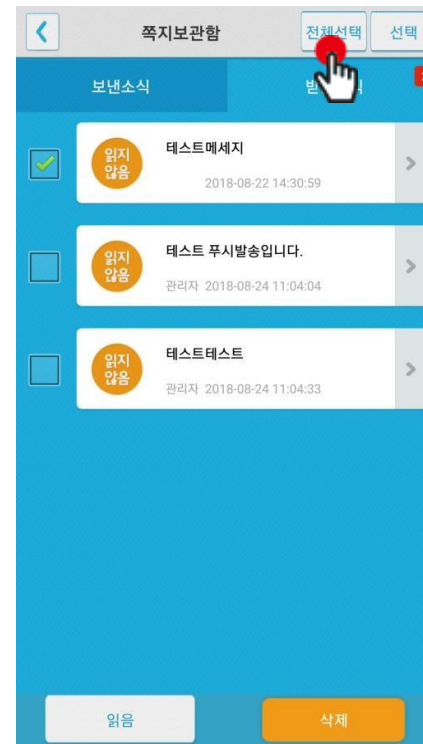 쪽지보관함 전체선택 선택
보낸소식
읽지
않음
테스트메세지
2018-08-22 14:30:59
읽지
않음
테스트 푸시발송입니다.
관리자 2018-08-24 11:04:04
읽지
않음
테스트테스트
관리자 2018-08-24 11:04:33
읽음 삭제